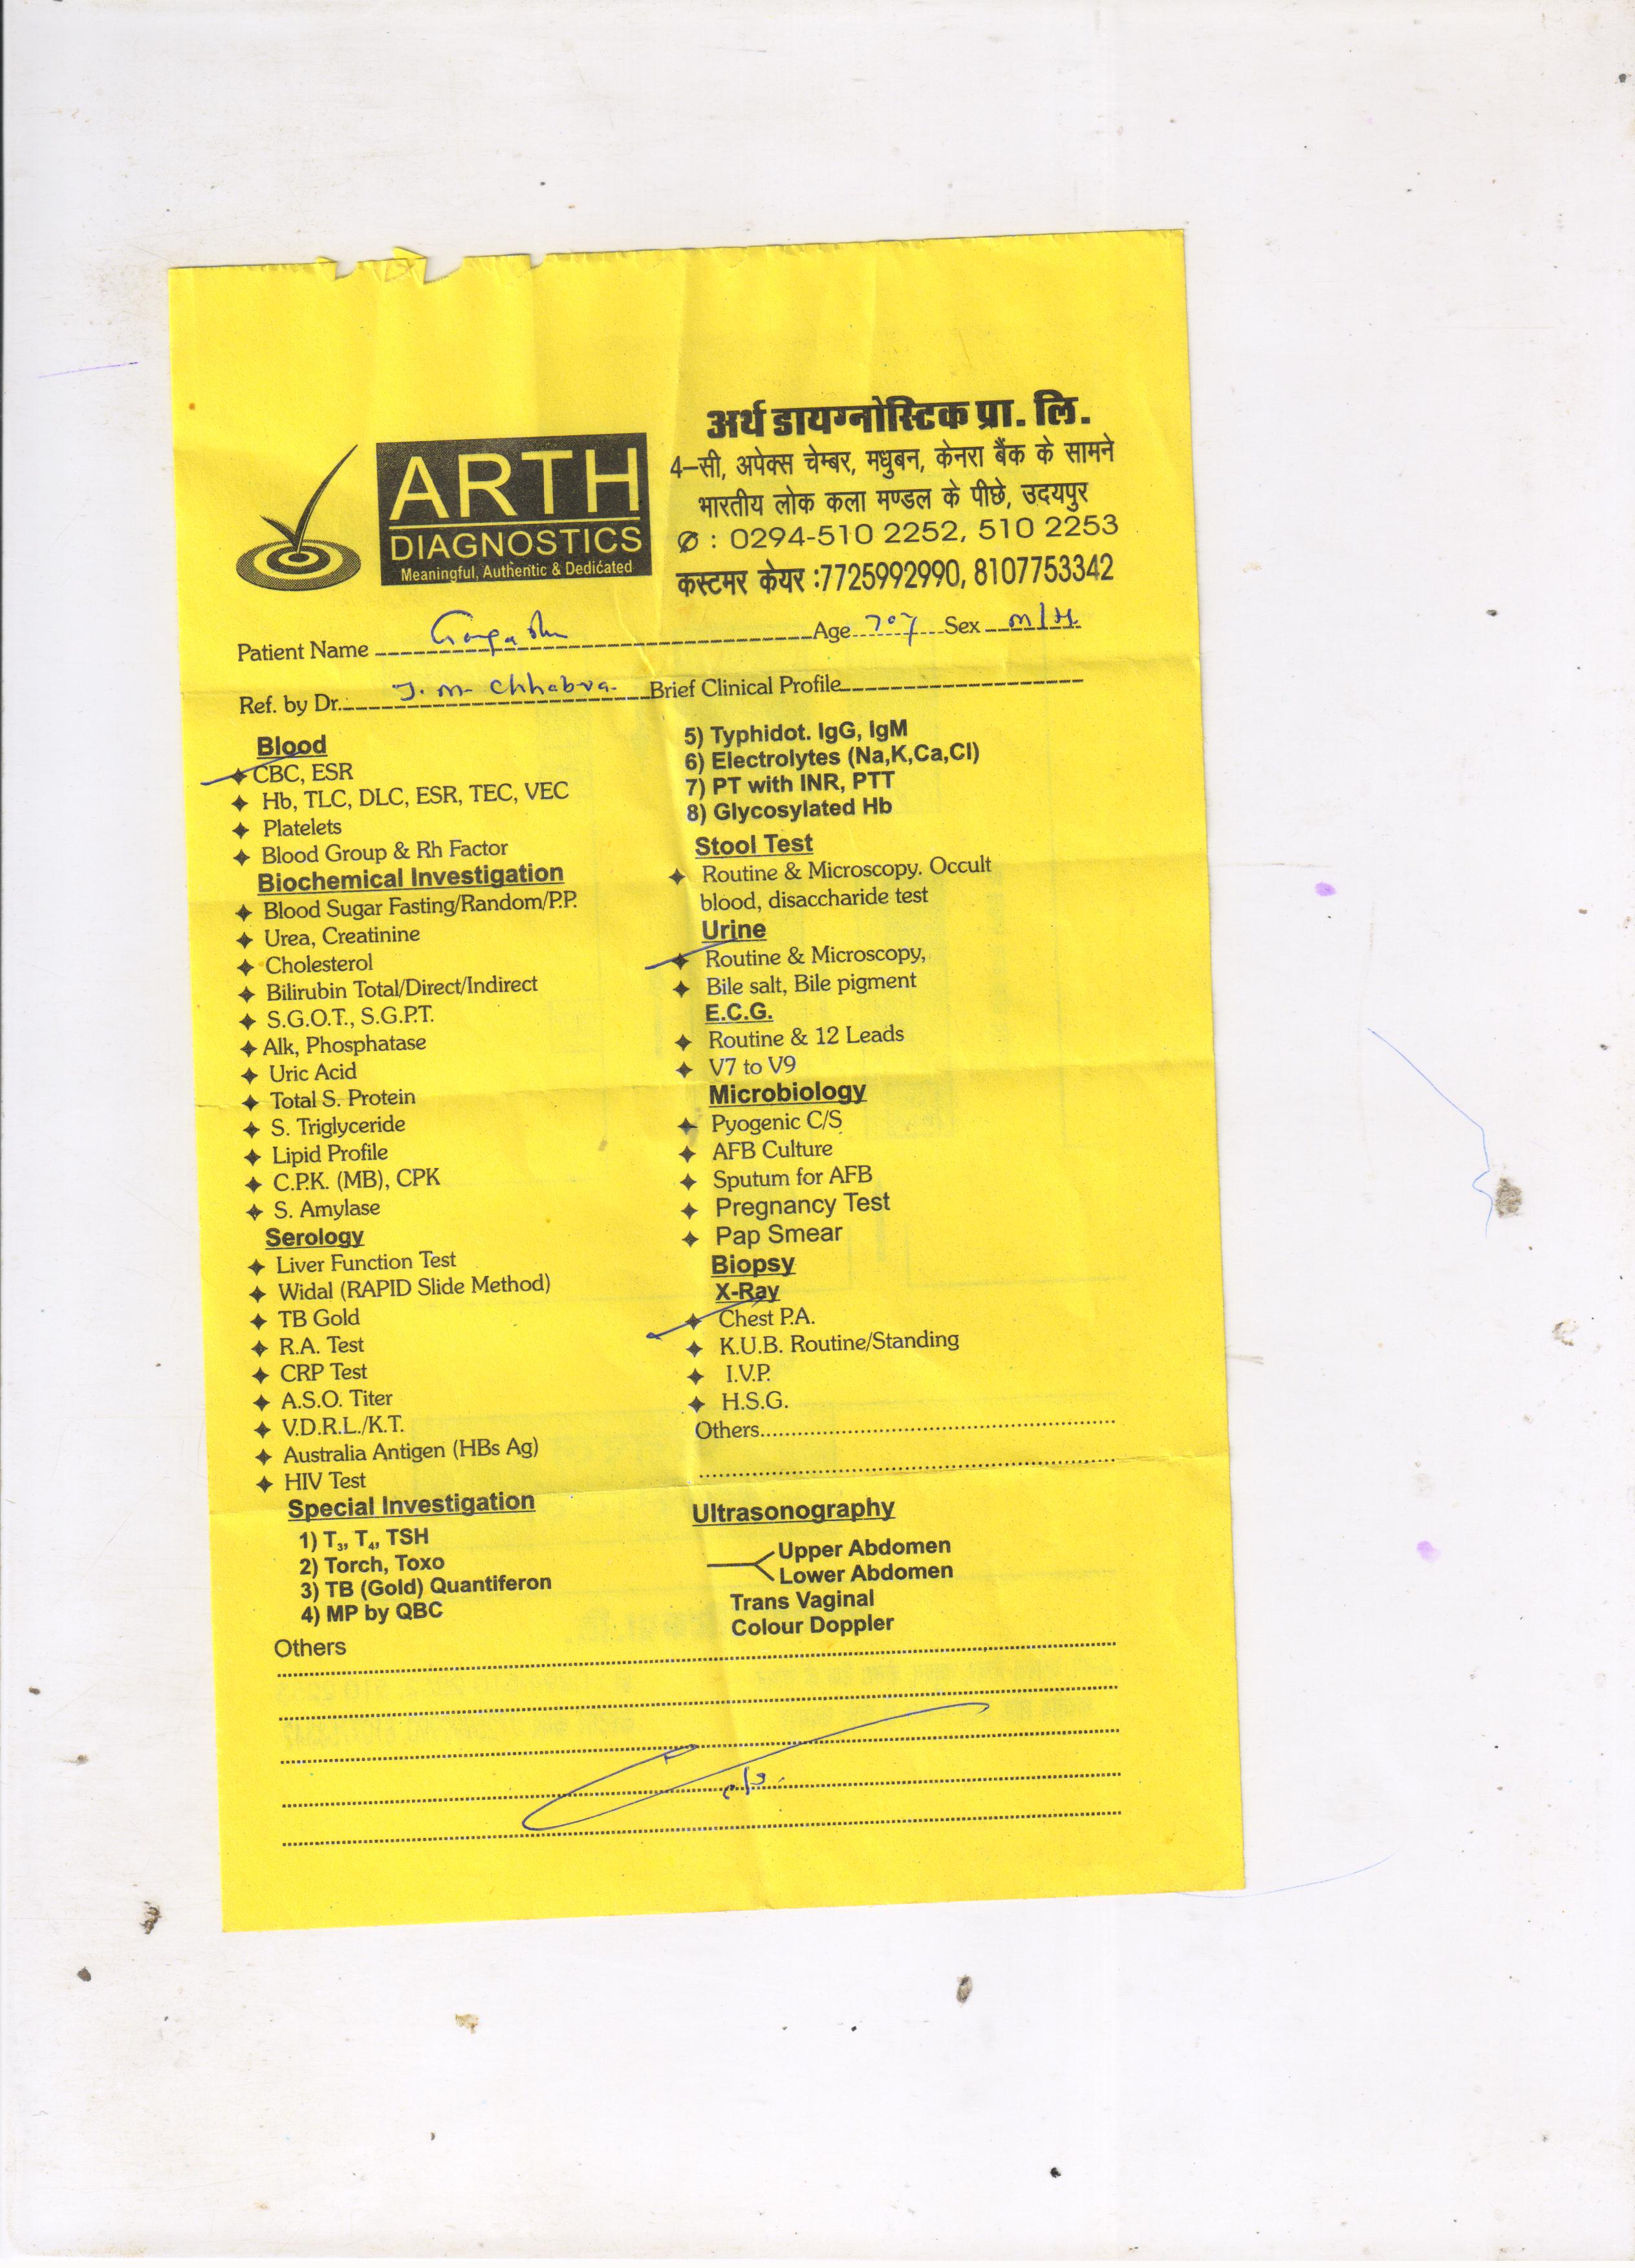 अर्थ डायग्नोस्टिक प्रा. लि.
4–सी, अपेक्स चेम्बर, मधुबन, केनरा बैंक के सामने
भारतीय लोक कला मण्डल के पीछे, उदयपुर
: 0294-510 2252, 510 2253
कस्टमर केयर :7725992990, 8107753342
ARTH
DIAGNOSTICS
Meaningful, Authentic & Dedicated
Patient Name Age Sex
Ref. by Dr. J. M. Chhabra. Brief Clinical Profile
Blood
CBC, ESR
Hb, TLC, DLC, ESR, TEC, VEC
Platelets
Blood Group & Rh Factor
Biochemical Investigation
Blood Sugar Fasting/Random/P.P.
Urea, Creatinine
Cholesterol
Bilirubin Total/Direct/Indirect
S.G.O.T., S.G.P.T.
Alk, Phosphatase
Uric Acid
Total S. Protein
S. Triglyceride
Lipid Profile
C.P.K. (MB), CPK
S. Amylase
Serology
Liver Function Test
Widal (RAPID Slide Method)
TB Gold
R.A. Test
CRP Test
A.S.O. Titer
V.D.R.L./K.T.
Australia Antigen (HBs Ag)
HIV Test
Special Investigation
1) T3, T4, TSH
2) Torch, Toxo
3) TB (Gold) Quantiferon
4) MP by QBC
5) Typhidot. IgG, IgM
6) Electrolytes (Na,K,Ca,Cl)
7) PT with INR, PTT
8) Glycosylated Hb
Stool Test
Routine & Microscopy. Occult
blood, disaccharide test
Urine
Routine & Microscopy,
Bile salt, Bile pigment
E.C.G.
Routine & 12 Leads
V7 to V9
Microbiology
Pyogenic C/S
AFB Culture
Sputum for AFB
Pregnancy Test
Pap Smear
Biopsy
X-Ray
Chest P.A.
K.U.B. Routine/Standing
I.V.P.
H.S.G.
Others
Ultrasonography
Upper Abdomen
Lower Abdomen
Trans Vaginal
Colour Doppler
Others